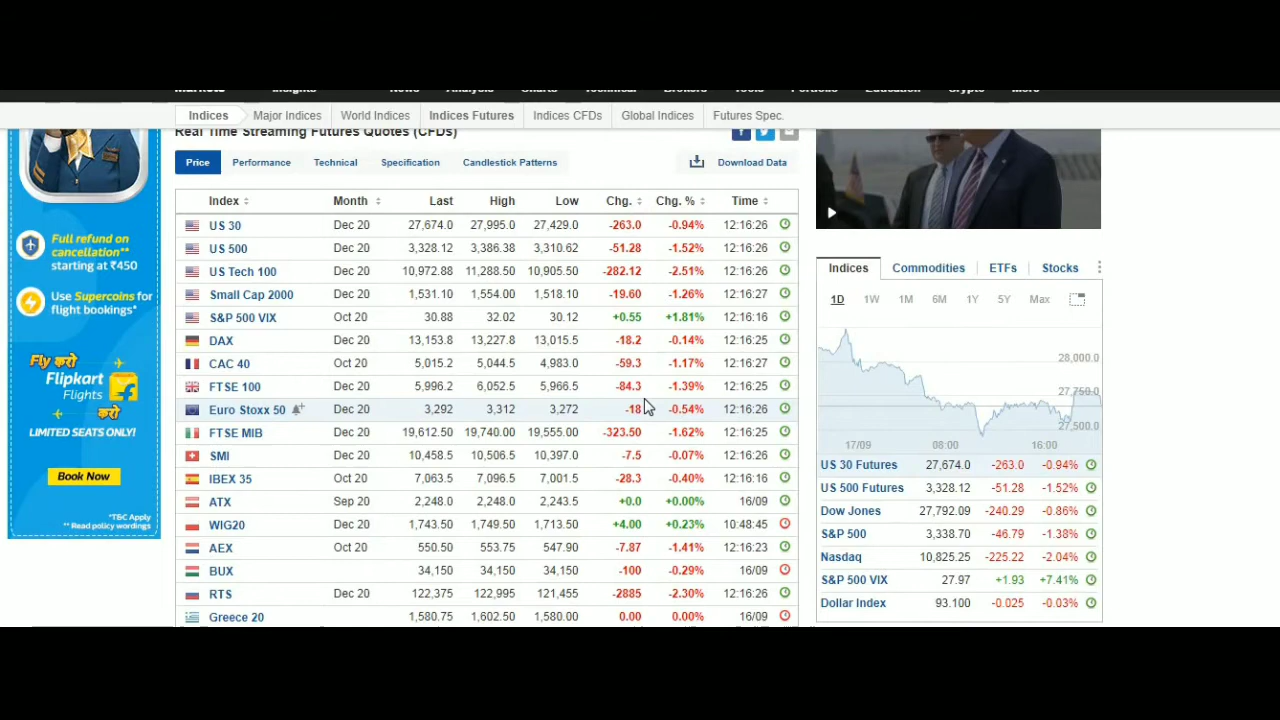 Indices Major Indices World Indices Indices Futures Indices CFDs Global Indices Futures Spec.
Real Time Streaming Futures Quotes (CFDs)
Price Performance Technical Specification Candlestick Patterns Download Data
Index Month Last High Low Chg. Chg. % Time
US 30 Dec 20 27,674.0 27,995.0 27,429.0 -263.0 -0.94% 12:16:26
US 500 Dec 20 3,328.12 3,386.38 3,310.62 -51.28 -1.52% 12:16:26
US Tech 100 Dec 20 10,972.88 11,288.50 10,905.50 -282.12 -2.51% 12:16:26
Small Cap 2000 Dec 20 1,531.10 1,554.00 1,518.10 -19.60 -1.26% 12:16:27
S&P 500 VIX Oct 20 30.88 32.02 30.12 +0.55 +1.81% 12:16:16
DAX Dec 20 13,153.8 13,227.8 13,015.5 -18.2 -0.14% 12:16:25
CAC 40 Oct 20 5,015.2 5,044.5 4,983.0 -59.3 -1.17% 12:16:27
FTSE 100 Dec 20 5,996.2 6,052.5 5,966.5 -84.3 -1.39% 12:16:25
Euro Stoxx 50 Dec 20 3,292 3,312 3,272 -18 -0.54% 12:16:26
FTSE MIB Dec 20 19,612.50 19,740.00 19,555.00 -323.50 -1.62% 12:16:25
SMI Dec 20 10,458.5 10,506.5 10,397.0 -7.5 -0.07% 12:16:26
IBEX 35 Oct 20 7,063.5 7,096.5 7,001.5 -28.3 -0.40% 12:16:16
ATX Sep 20 2,248.0 2,248.0 2,243.5 +0.0 +0.00% 16/09
WIG20 Dec 20 1,743.50 1,749.50 1,713.50 +4.00 +0.23% 10:48:45
AEX Oct 20 550.50 553.75 547.90 -7.87 -1.41% 12:16:23
BUX 34,150 34,150 34,150 -100 -0.29% 16/09
RTS Dec 20 122,375 122,995 121,455 -2885 -2.30% 12:16:26
Greece 20 1,580.75 1,602.50 1,580.00 0.00 0.00% 16/09
Full refund on
cancellation**
starting at ₹450
Use Supercoins for
flight bookings*
Fly करो
Flipkart
Flights
करो
LIMITED SEATS ONLY!
Book Now
*T&C Apply
** Read policy wordings
Indices Commodities ETFs Stocks
1D 1W 1M 6M 1Y 5Y Max
28,000.0
27,750.0
27,500.0
17/09 08:00 16:00
US 30 Futures 27,674.0 -263.0 -0.94%
US 500 Futures 3,328.12 -51.28 -1.52%
Dow Jones 27,792.09 -240.29 -0.86%
S&P 500 3,338.70 -46.79 -1.38%
Nasdaq 10,825.25 -225.22 -2.04%
S&P 500 VIX 27.97 +1.93 +7.41%
Dollar Index 93.100 -0.025 -0.03%